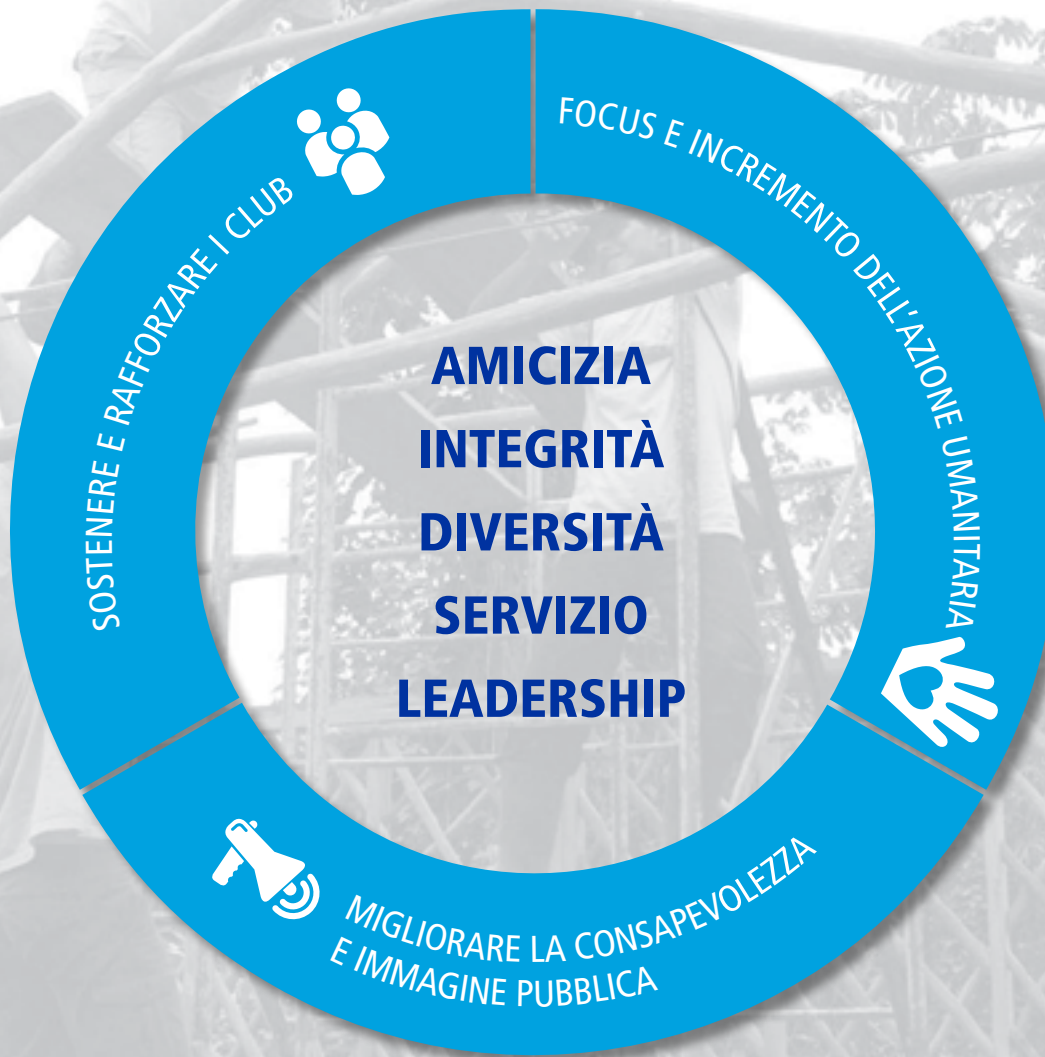 SOSTENERE E RAFFORZARE I CLUB
FOCUS E INCREMENTO DELL'AZIONE UMANITARIA
AMICIZIA
INTEGRITÀ
DIVERSITÀ
SERVIZIO
LEADERSHIP
MIGLIORARE LA CONSAPEVOLEZZA
E IMMAGINE PUBBLICA